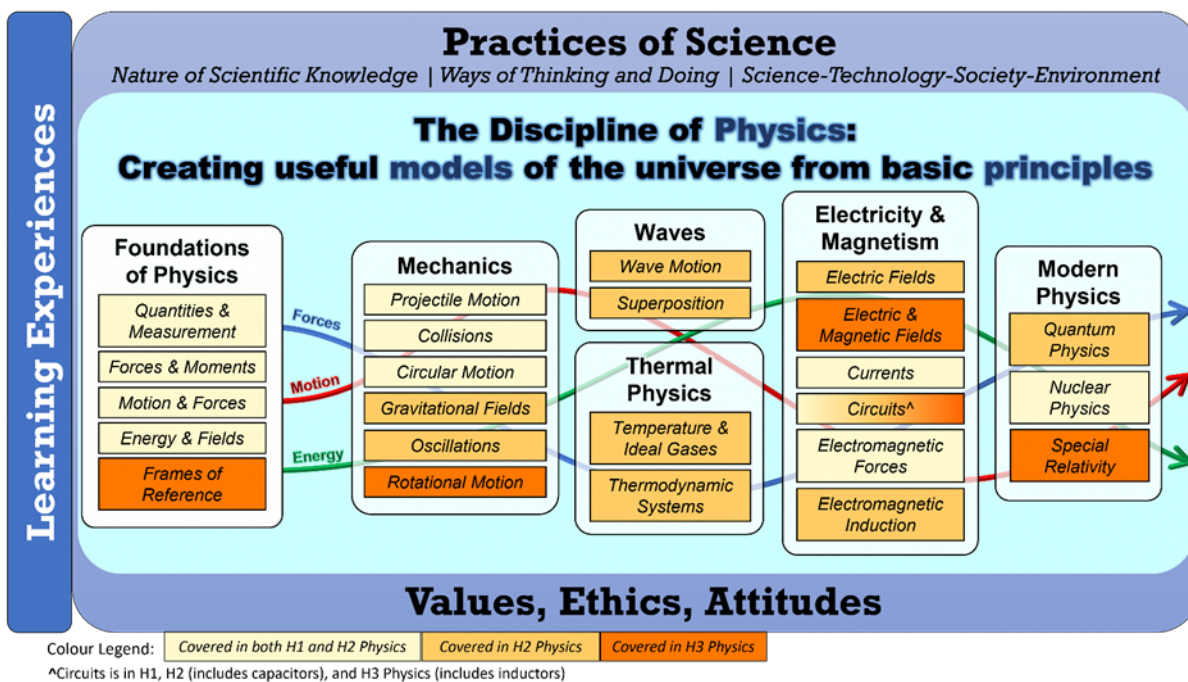 Learning Experiences
Practices of Science
Nature of Scientific Knowledge | Ways of Thinking and Doing | Science-Technology-Society-Environment
The Discipline of Physics:
Creating useful models of the universe from basic principles
Foundations
of Physics
Quantities &
Measurement
Forces & Moments
Motion & Forces
Energy & Fields
Frames of
Reference
Forces
Motion
Energy
Mechanics
Projectile Motion
Collisions
Circular Motion
Gravitational Fields
Oscillations
Rotational Motion
Waves
Wave Motion
Superposition
Thermal
Physics
Temperature &
Ideal Gases
Thermodynamic
Systems
Electricity &
Magnetism
Electric Fields
Electric &
Magnetic Fields
Currents
Circuits^
Electromagnetic
Forces
Electromagnetic
Induction
Modern
Physics
Quantum
Physics
Nuclear
Physics
Special
Relativity
Values, Ethics, Attitudes
Colour Legend: Covered in both H1 and H2 Physics Covered in H2 Physics Covered in H3 Physics
^Circuits is in H1, H2 (includes capacitors), and H3 Physics (includes inductors)